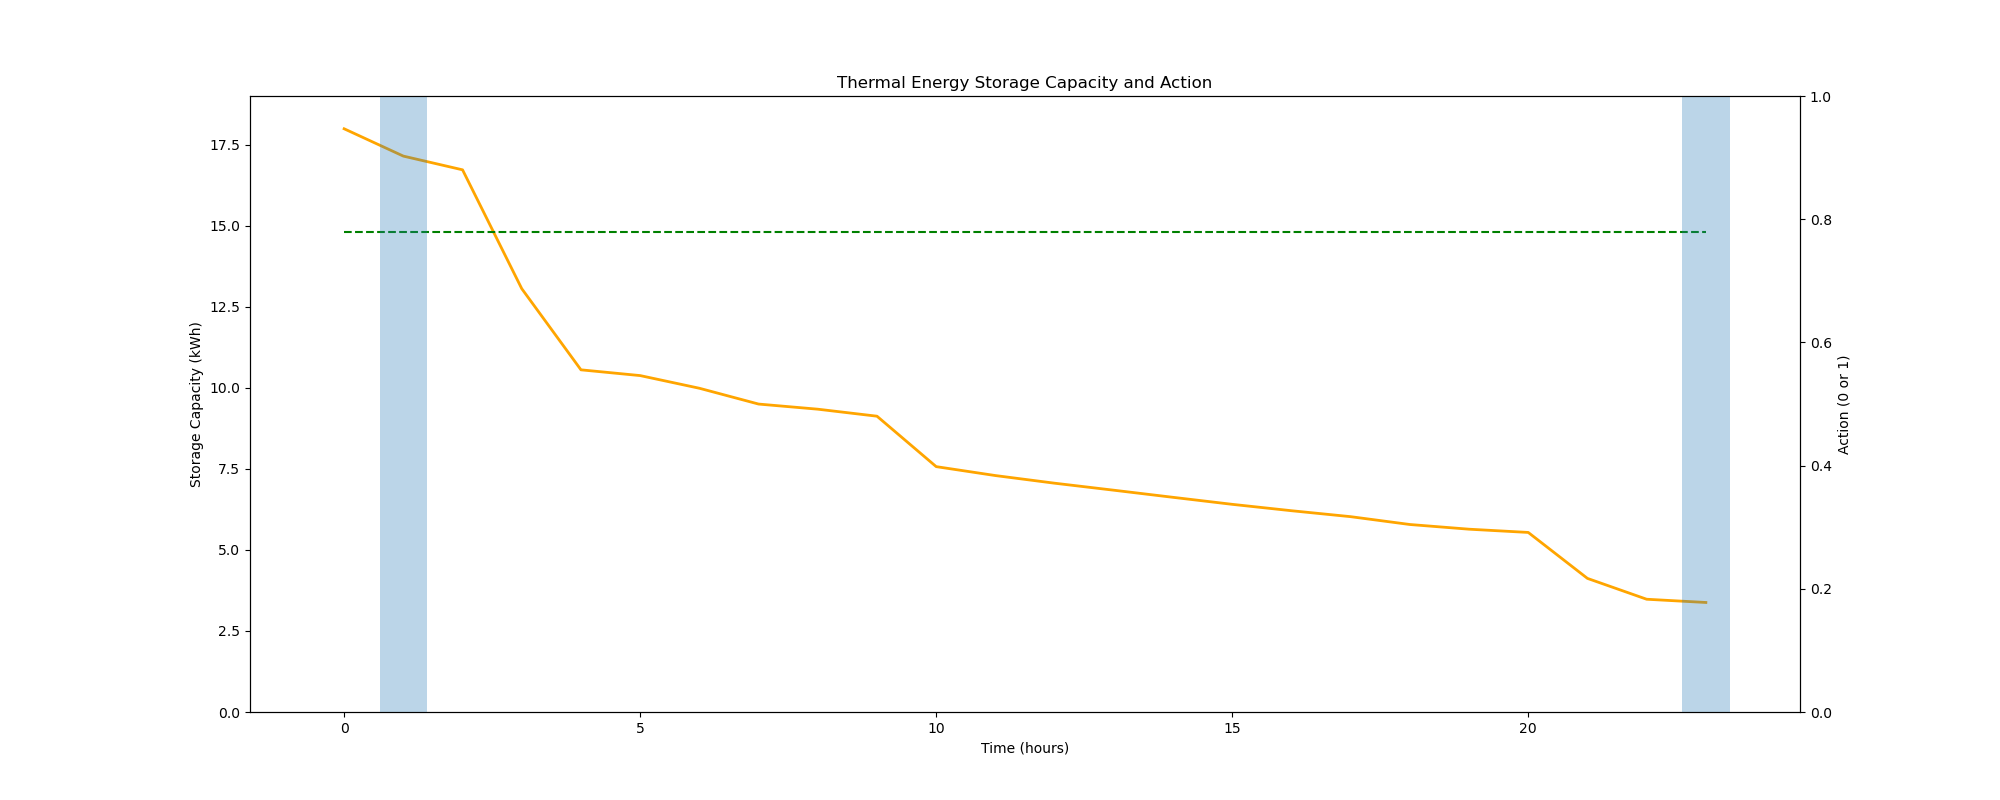 Thermal Energy Storage Capacity and Action
Storage Capacity (kWh)
17.5
15.0
12.5
10.0
7.5
5.0
2.5
0.0
1.0
0.8
0.6
0.4
0.2
0.0
Action (0 or 1)
0 5 10 15 20
Time (hours)